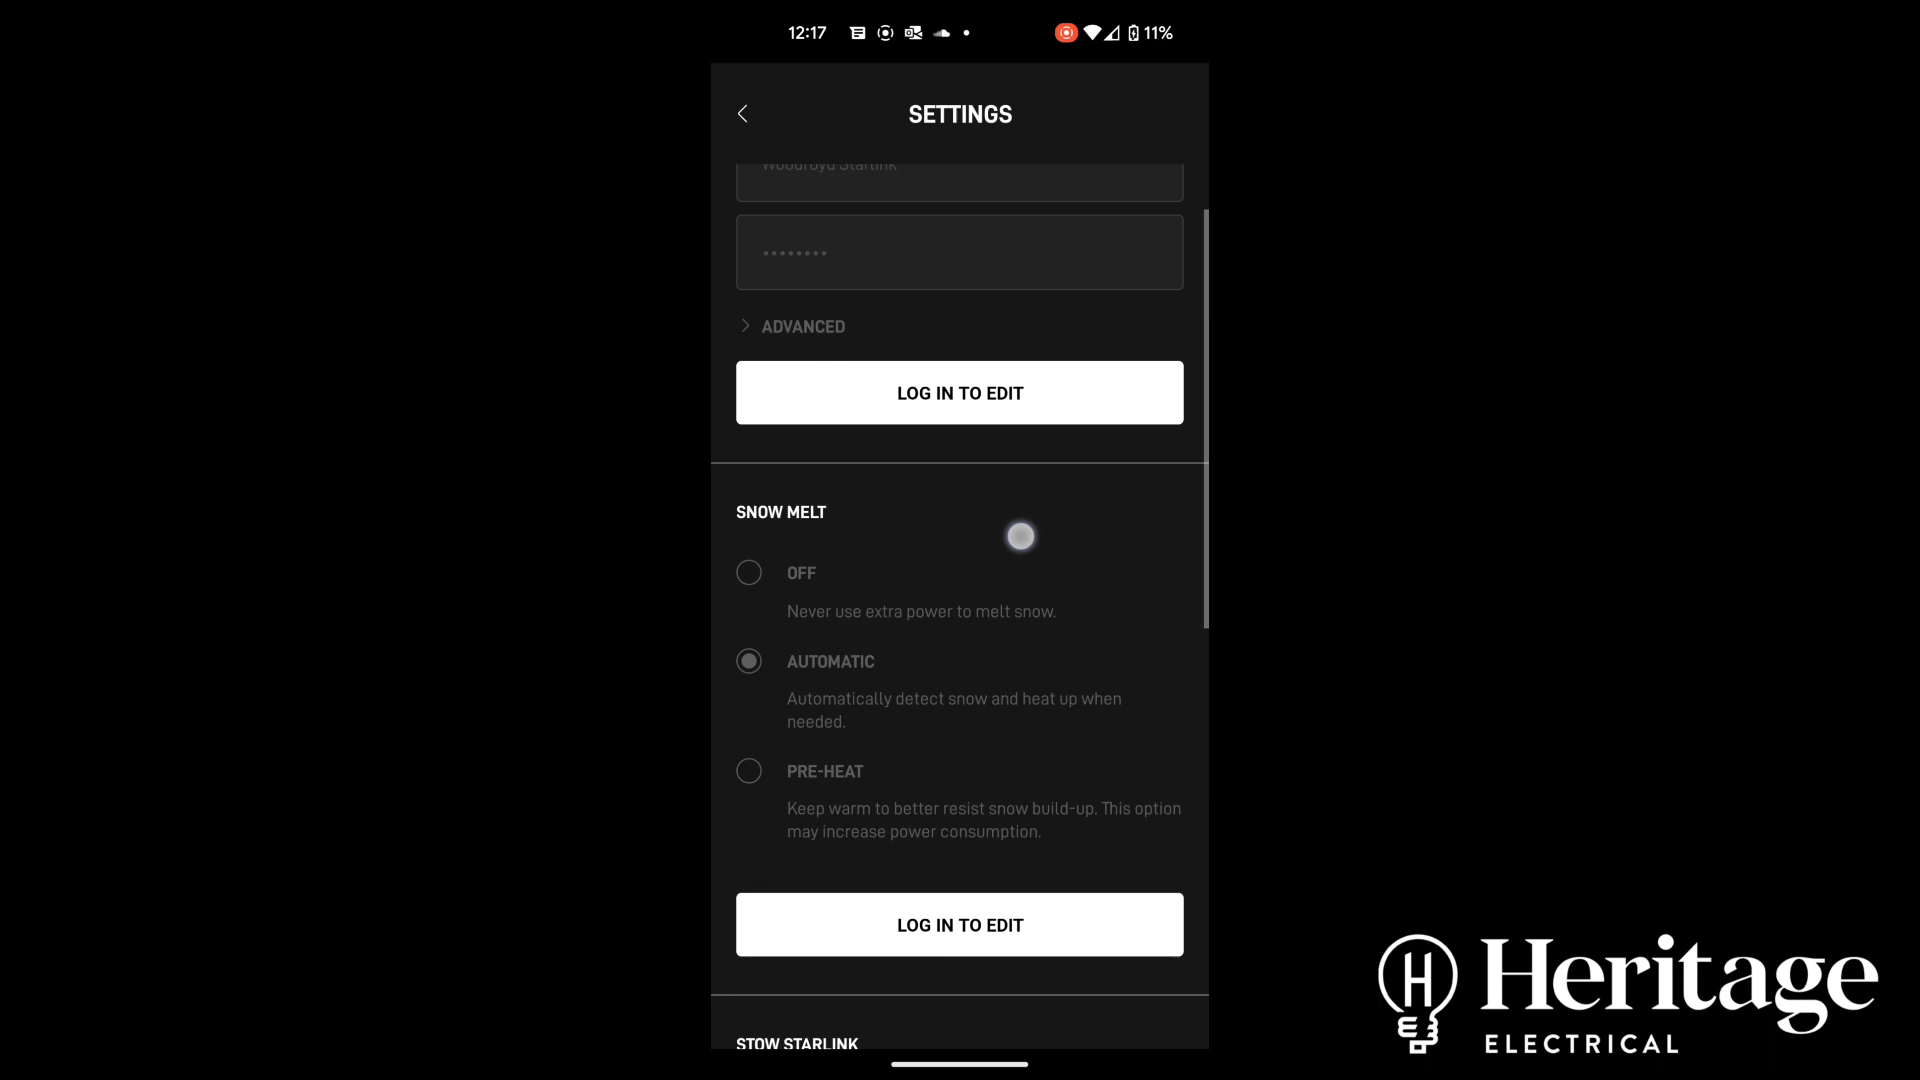 12:17
11%
SETTINGS
Woodroyd Starlink
••••••••
ADVANCED
LOG IN TO EDIT
SNOW MELT
OFF
Never use extra power to melt snow.
AUTOMATIC
Automatically detect snow and heat up when
needed.
PRE-HEAT
Keep warm to better resist snow build-up. This option
may increase power consumption.
LOG IN TO EDIT
STOW STARLINK
Heritage
ELECTRICAL